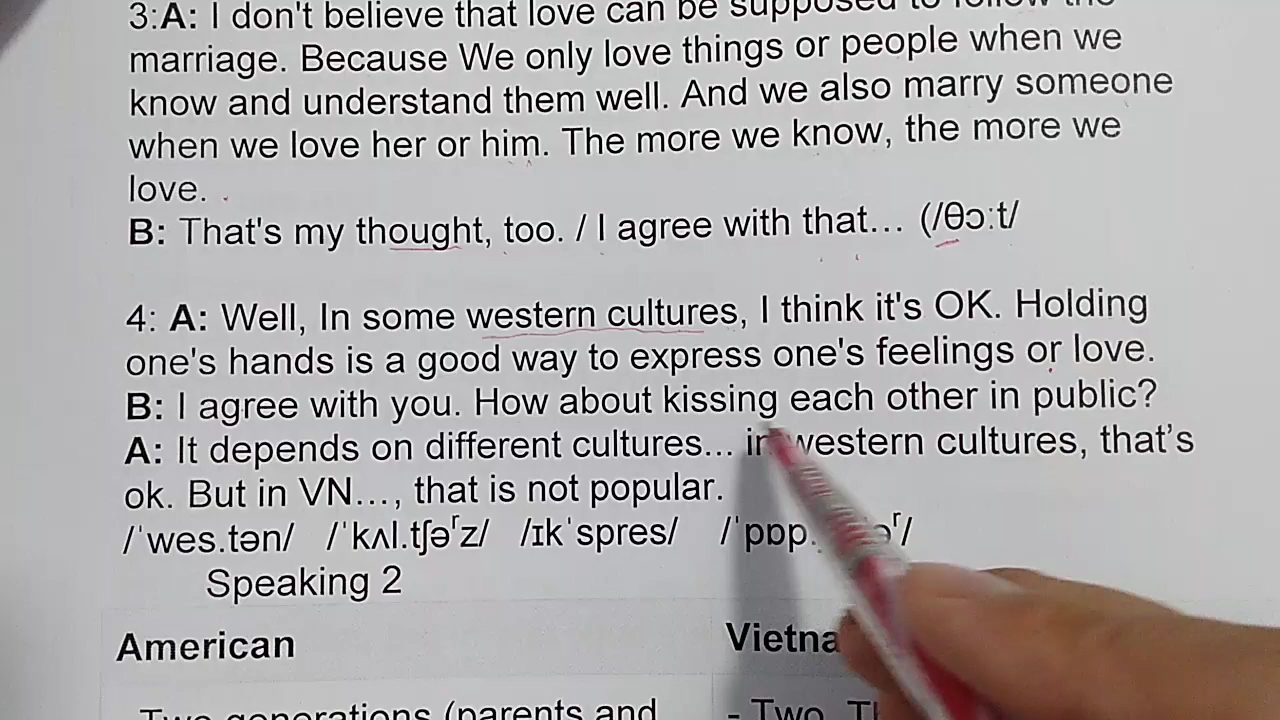 3:A: I don't believe that love can be supposed to follow the
marriage. Because We only love things or people when we
know and understand them well. And we also marry someone
when we love her or him. The more we know, the more we
love.
B: That's my thought, too. / I agree with that... (/θɔːt/
4: A: Well, In some western cultures, I think it's OK. Holding
one's hands is a good way to express one's feelings or love.
B: I agree with you. How about kissing each other in public?
A: It depends on different cultures... in western cultures, that's
ok. But in VN..., that is not popular.
/ˈwes.tən/ /ˈkʌl.tʃəʳz/ /ɪkˈspres/
Speaking 2
American
Two generations (parents and
- Two